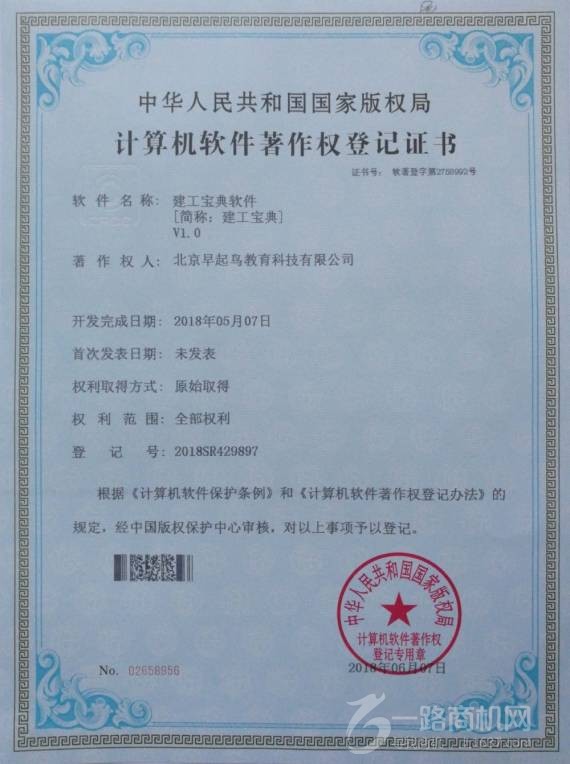 中华人民共和国国家版权局
计算机软件著作权登记证书
证书号： 软著登字第2758992号
软件名称： 建工宝典软件
[简称：建工宝典]
V1.0
著作权人： 北京早起鸟教育科技有限公司
开发完成日期： 2018年05月07日
首次发表日期： 未发表
权利取得方式： 原始取得
权利范围： 全部权利
登记号： 2018SR429897
根据《计算机软件保护条例》和《计算机软件著作权登记办法》的
规定，经中国版权保护中心审核，对以上事项予以登记。
中华人民共和国国家版权局
计算机软件著作权
登记专用章
2018年06月07日
No. 02658956
一路商机网